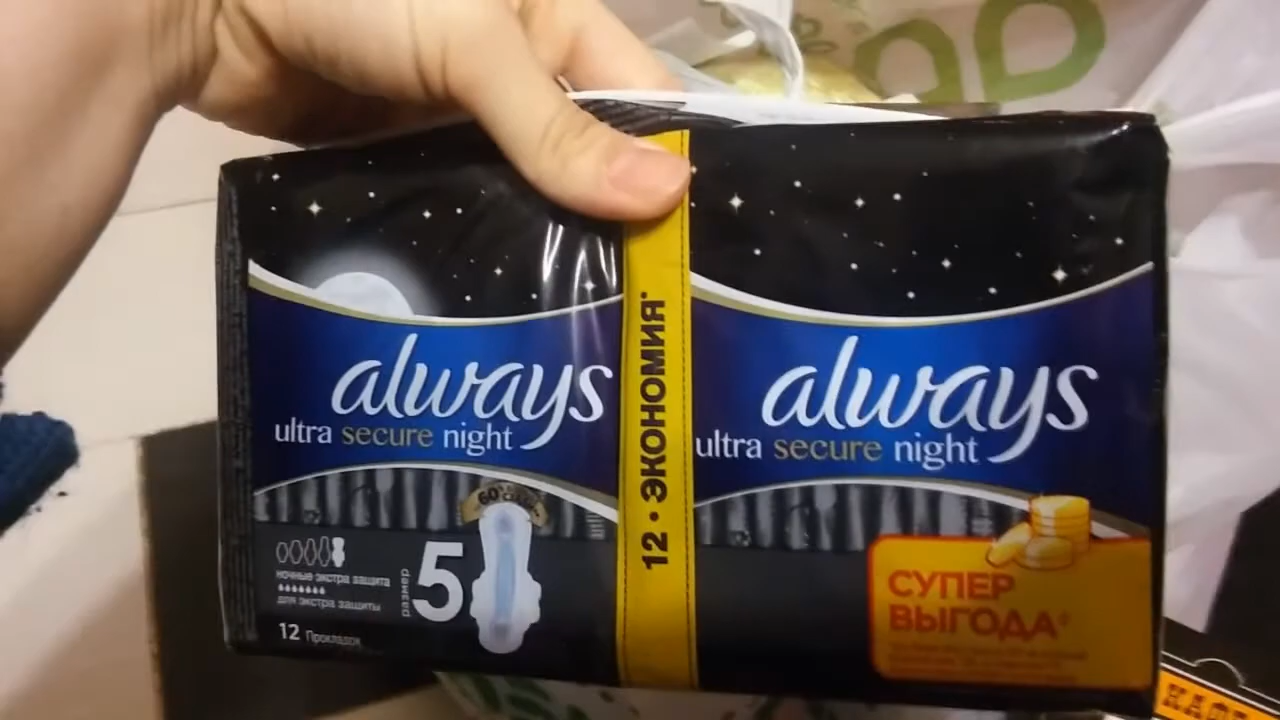 always
ultra secure night
60%
ночные экстра защита
для экстра защиты
размер
5
12 Прокладок
12 • ЭКОНОМИЯ*
always
ultra secure night
СУПЕР
ВЫГОДА◊